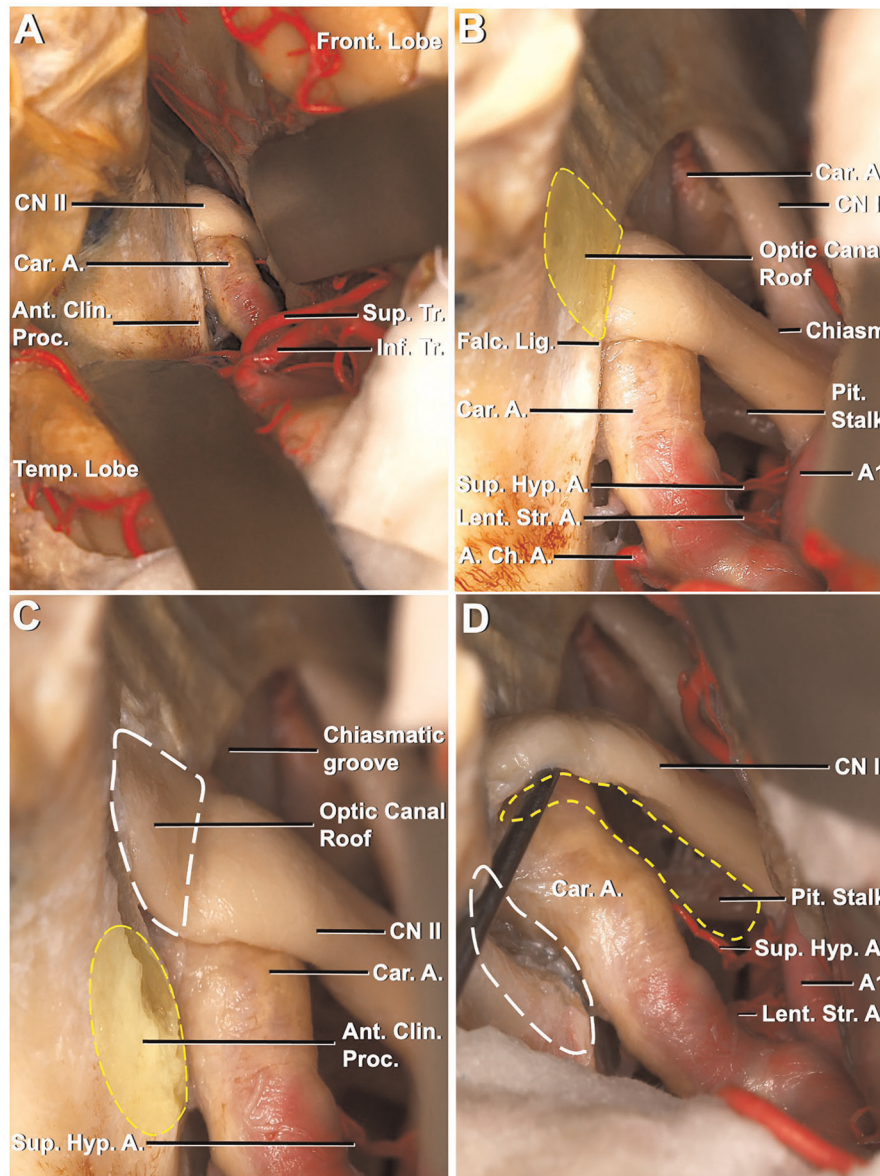 A
Front. Lobe
CN II
Car. A.
Ant. Clin.
Proc.
Sup. Tr.
Inf. Tr.
Temp. Lobe
B
Car. A
CN I
Optic Cana
Roof
Chiasm
Falc. Lig.
Car. A.
Pit.
Stalk
Sup. Hyp. A.
A1
Lent. Str. A.
A. Ch. A.
C
Chiasmatic
groove
Optic Canal
Roof
CN II
Car. A.
Ant. Clin.
Proc.
Sup. Hyp. A.
D
CN I
Car. A.
Pit. Stalk
Sup. Hyp. A
A1
Lent. Str. A